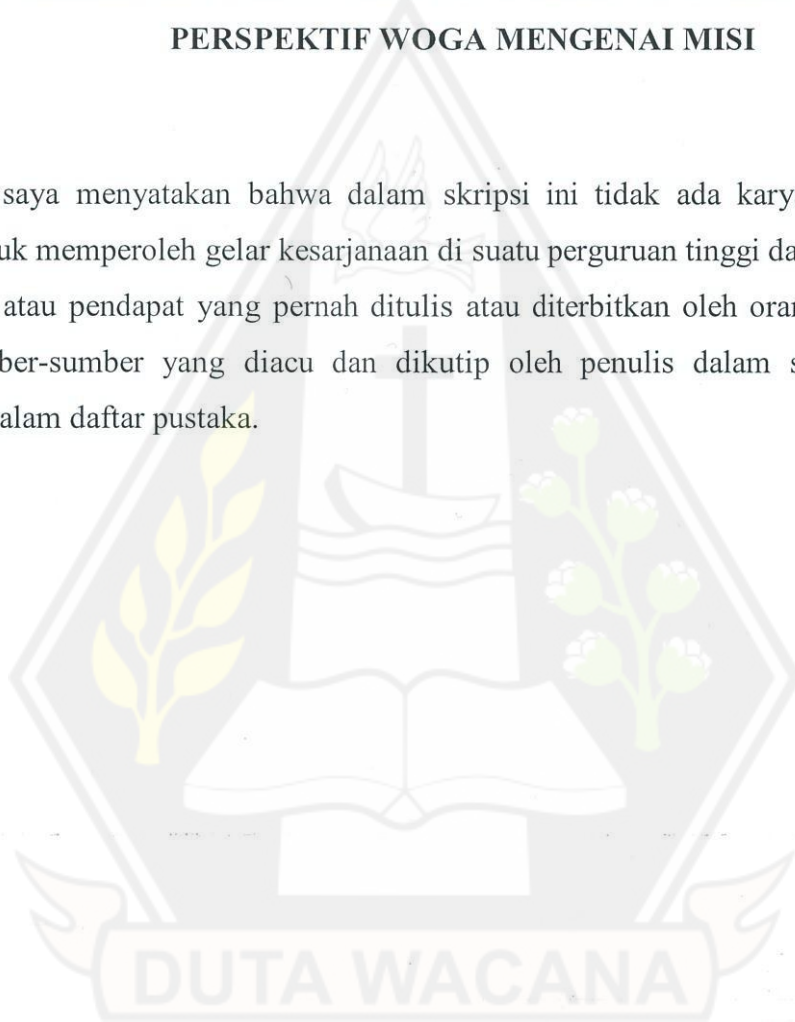 PERSPEKTIF WOGA MENGENAI MISI
saya menyatakan bahwa dalam skripsi ini tidak ada kary
uk memperoleh gelar kesarjanaan di suatu perguruan tinggi da
atau pendapat yang pernah ditulis atau diterbitkan oleh oran
ber-sumber yang diacu dan dikutip oleh penulis dalam s
alam daftar pustaka.
DUTA WACANA